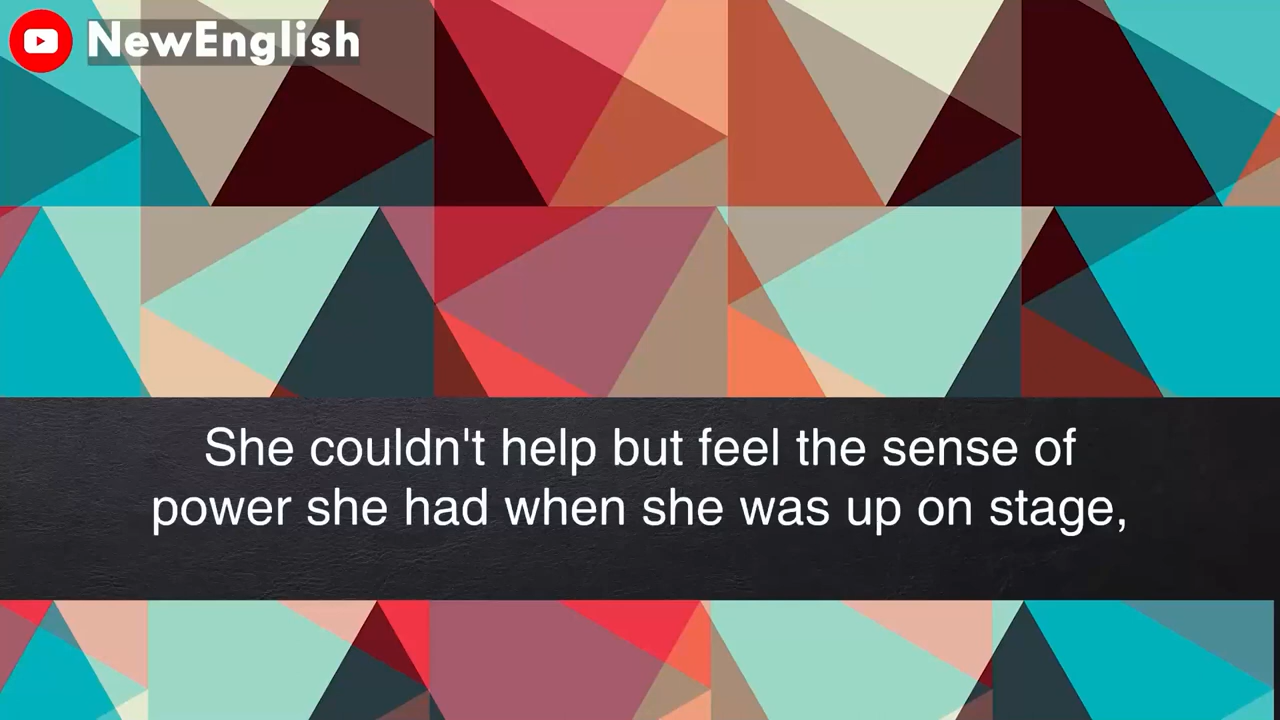 NewEnglish
She couldn't help but feel the sense of
power she had when she was up on stage,